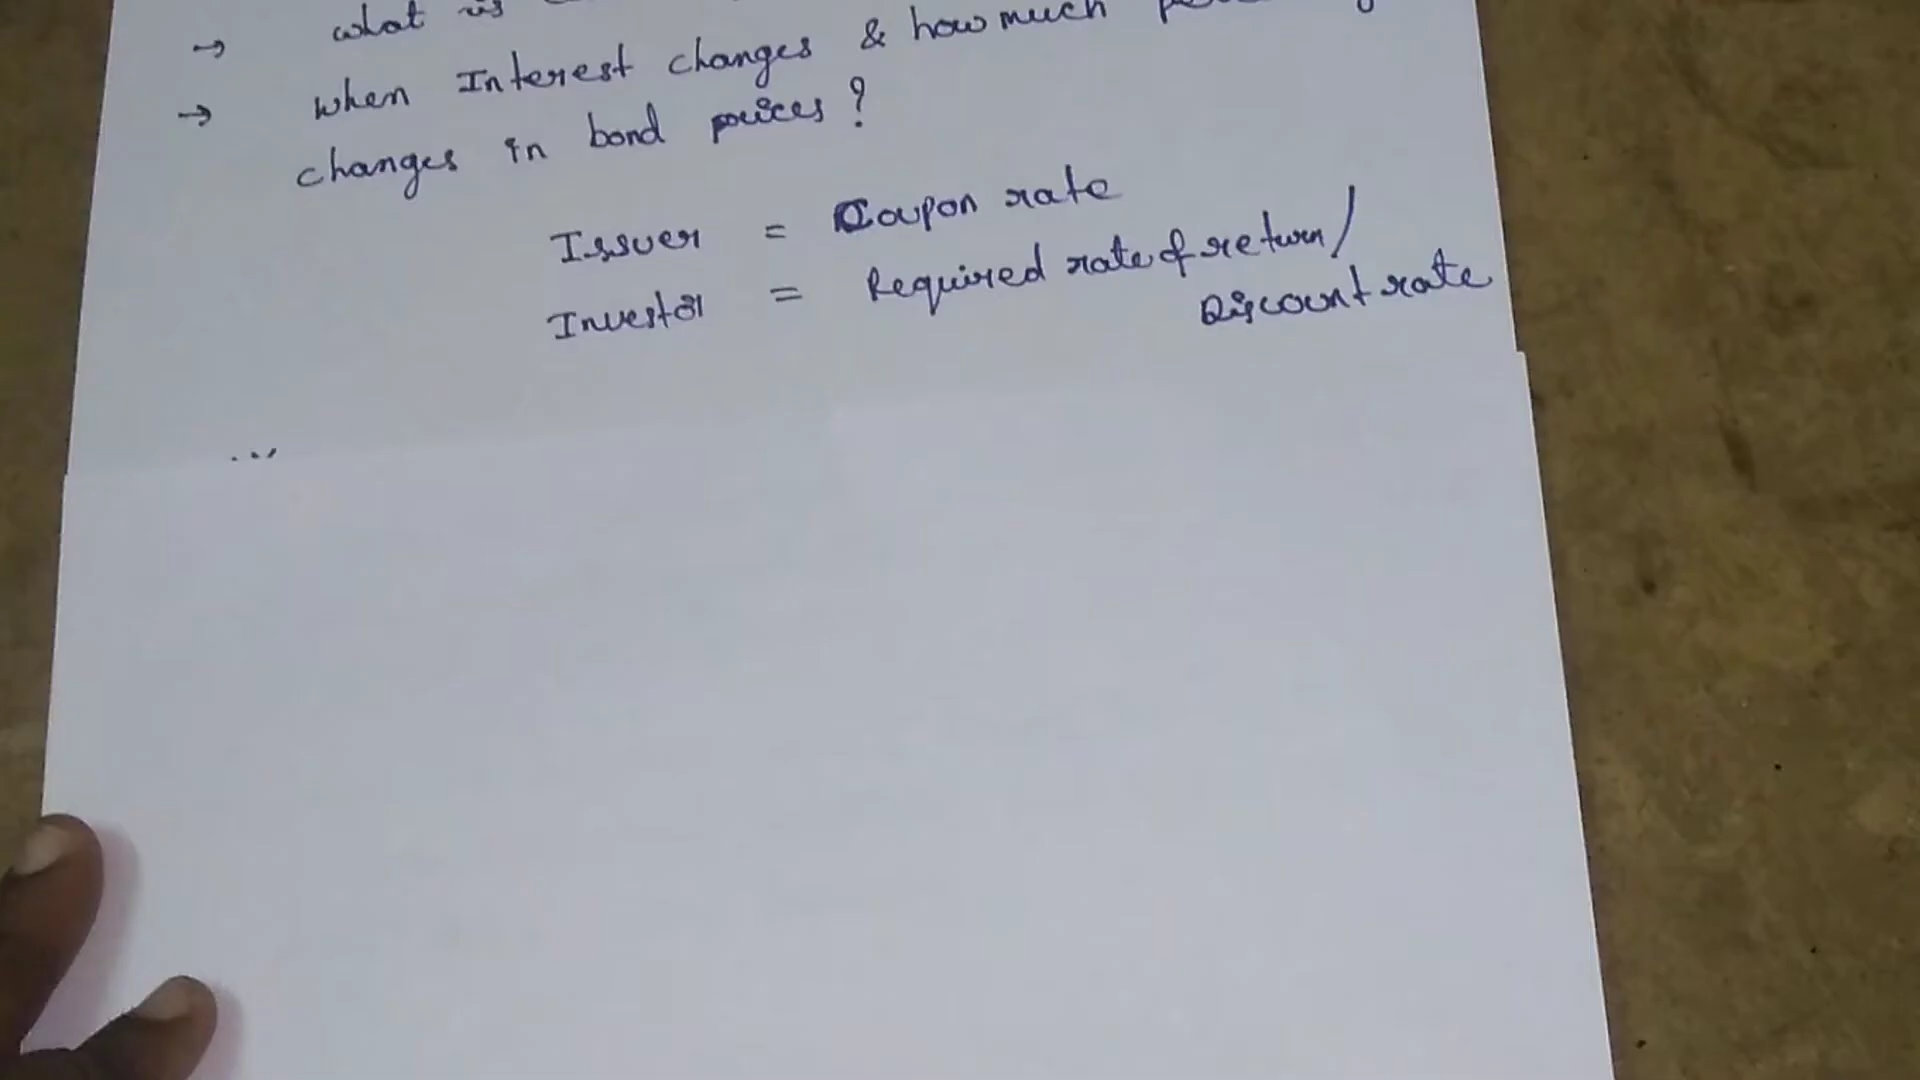 → what is
→ when Interest changes & how much
changes in bond prices?
Issuer = Coupon rate
Investor = Required rate of return/
Discount rate